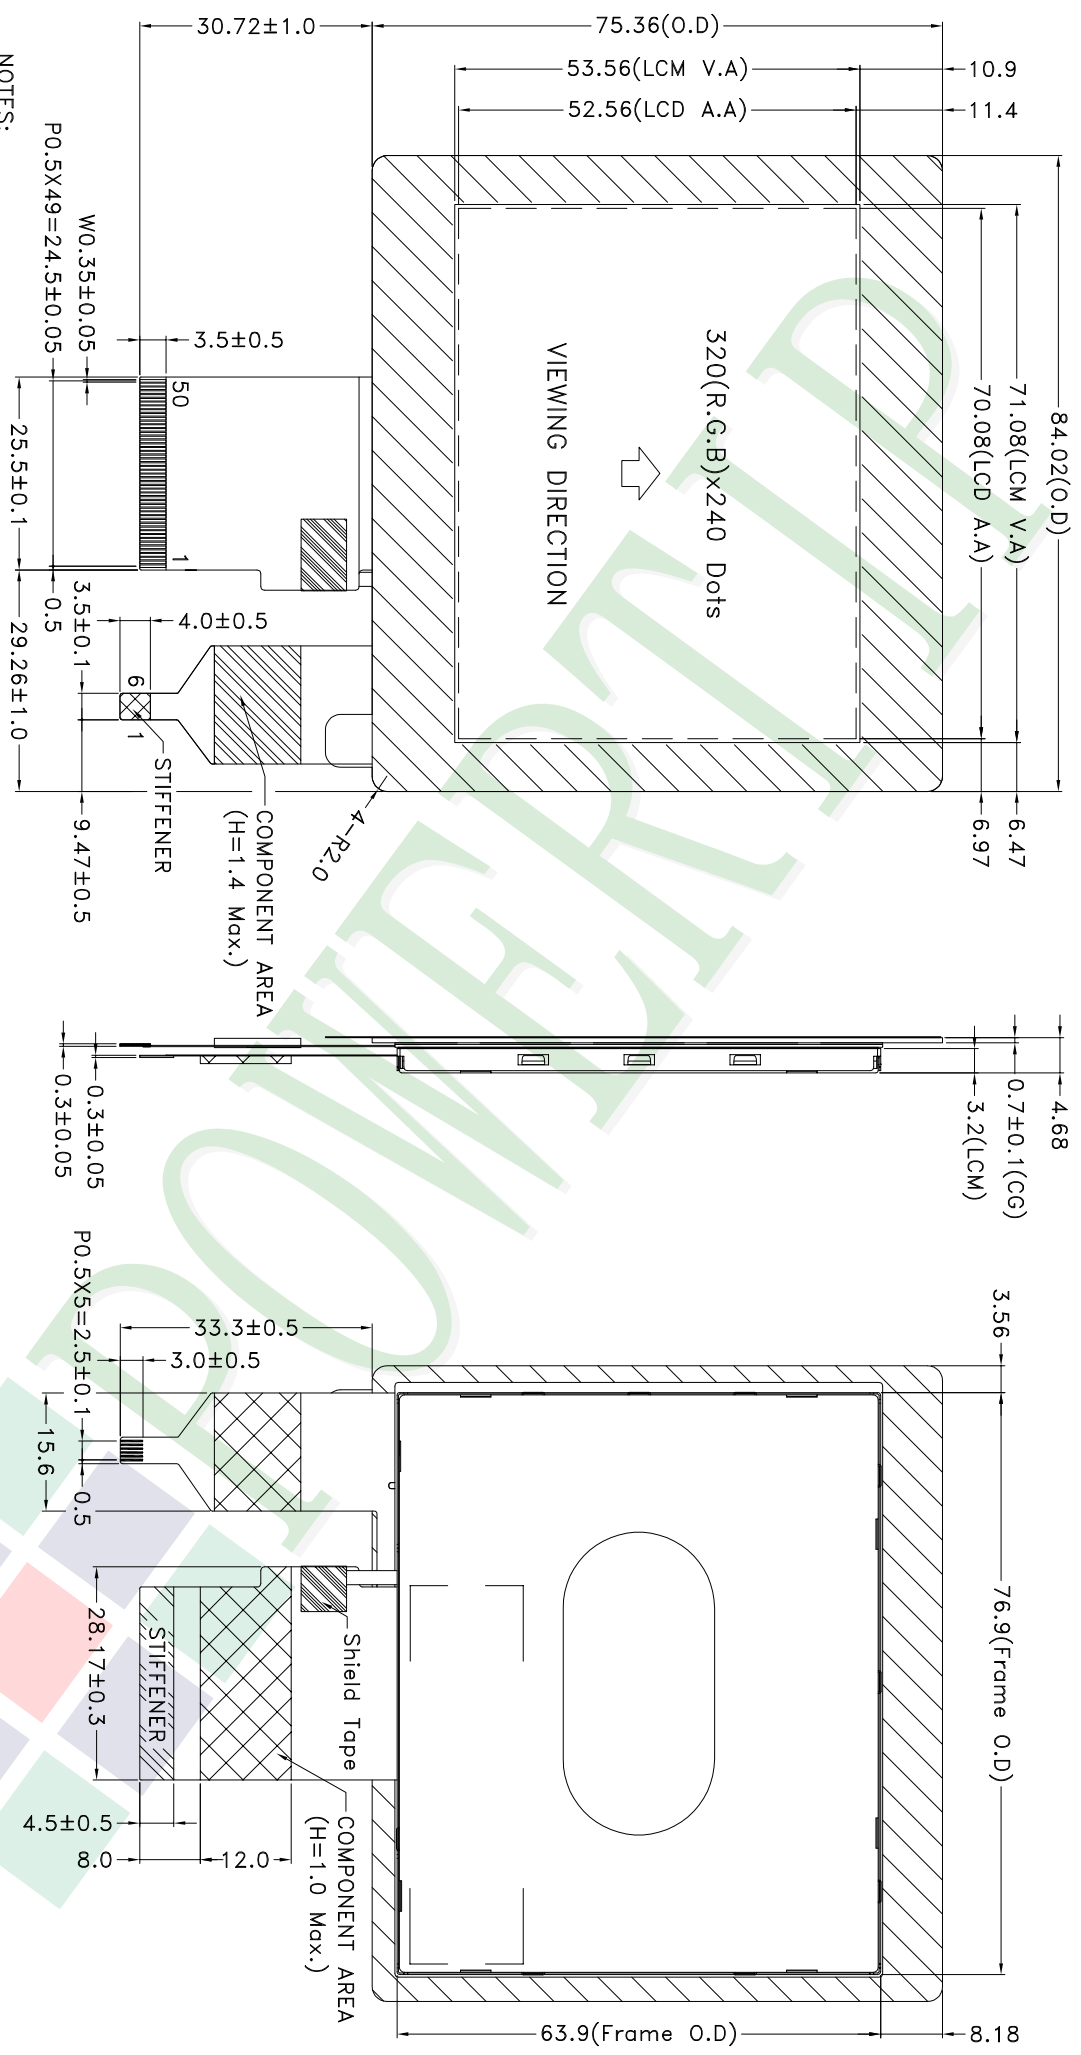 84.02(O.D)
71.08(LCM V.A)
6.47
70.08(LCD A.A)
6.97
75.36(O.D)
30.72±1.0
53.56(LCM V.A)
10.9
52.56(LCD A.A)
11.4
320(R.G.B)x240 Dots
VIEWING DIRECTION
3.5±0.5
50
1
W0.35±0.05
P0.5X49=24.5±0.05
0.5
25.5±0.1
29.26±1.0
4.0±0.5
3.5±0.1
9.47±0.5
6
1
STIFFENER
COMPONENT AREA
(H=1.4 Max.)
4-R2.0
NOTES:
4.68
0.7±0.1(CG)
3.2(LCM)
0.3±0.05
0.3±0.05
3.56
76.9(Frame O.D)
8.18
63.9(Frame O.D)
33.3±0.5
3.0±0.5
P0.5X5=2.5±0.1
0.5
15.6
28.17±0.3
Shield Tape
STIFFENER
COMPONENT AREA
(H=1.0 Max.)
4.5±0.5
8.0
12.0
POWERTIP